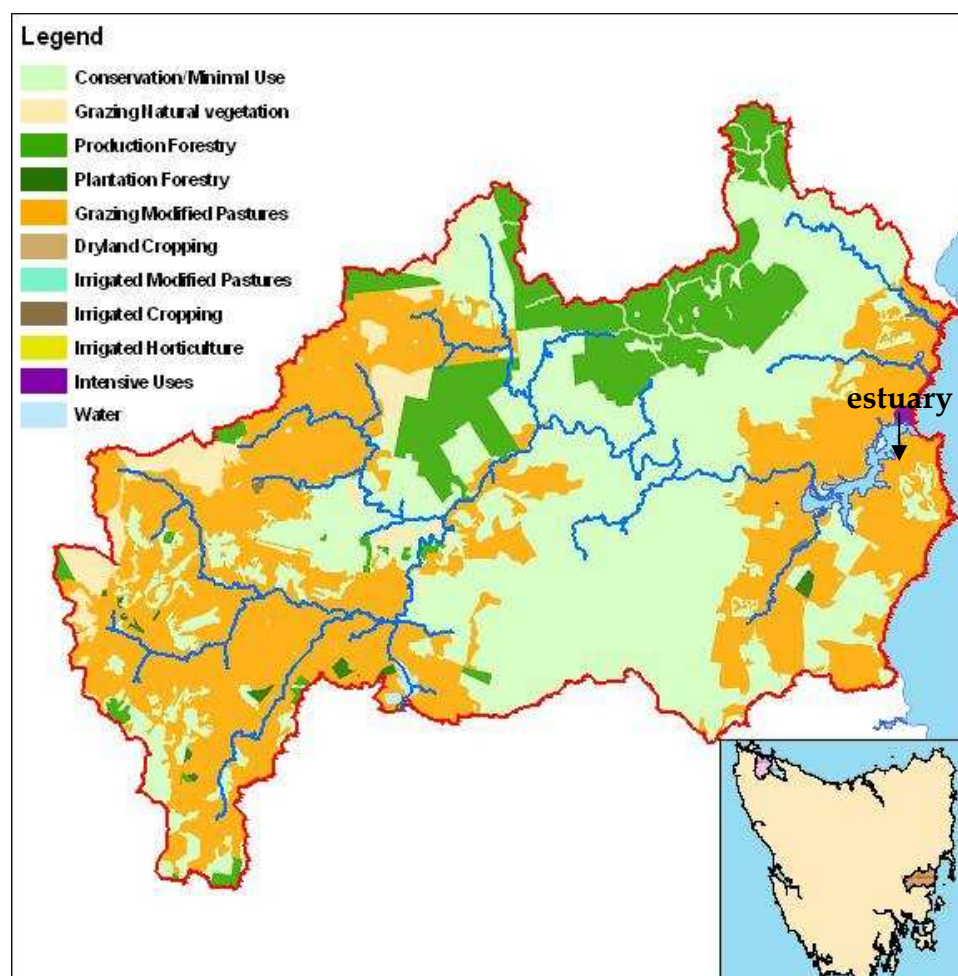 Legend
Conservation/Minimal Use
Grazing Natural vegetation
Production Forestry
Plantation Forestry
Grazing Modified Pastures
Dryland Cropping
Irrigated Modified Pastures
Irrigated Cropping
Irrigated Horticulture
Intensive Uses
Water
estuary